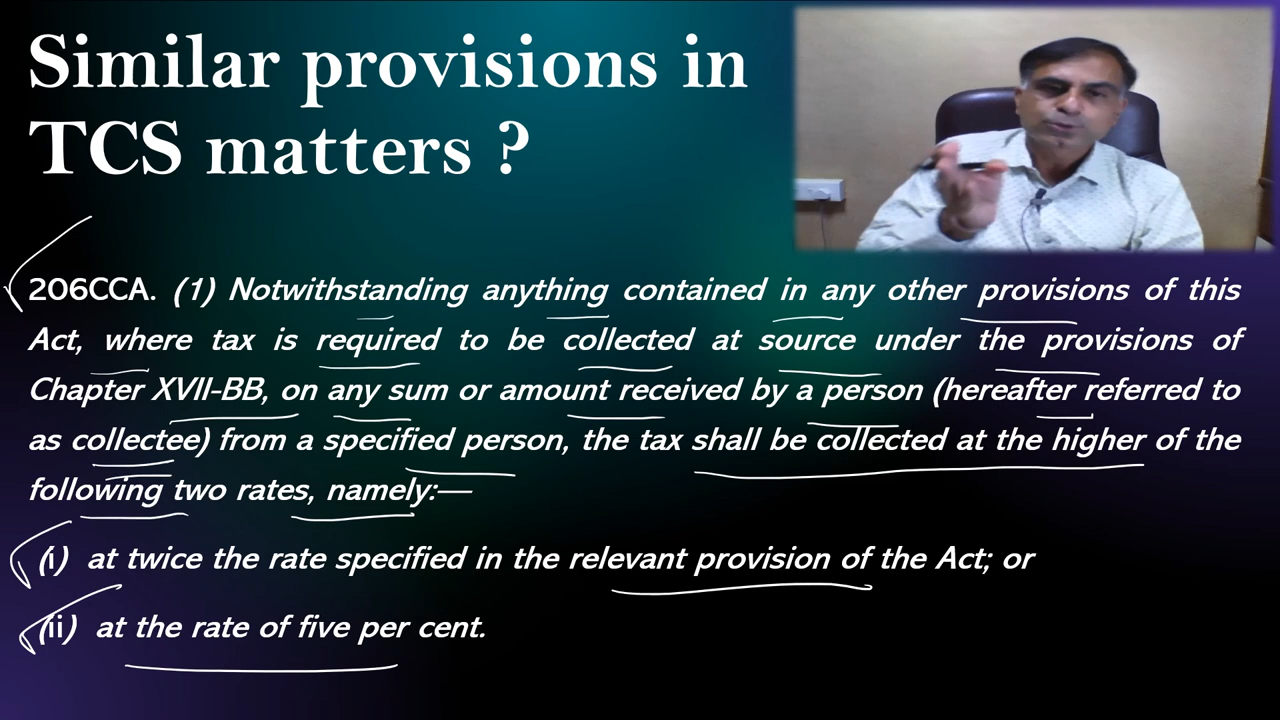 Similar provisions in
TCS matters ?
206CCA. (1) Notwithstanding anything contained in any other provisions of this
Act, where tax is required to be collected at source under the provisions of
Chapter XVII-BB, on any sum or amount received by a person (hereafter referred to
as collectee) from a specified person, the tax shall be collected at the higher of the
following two rates, namely:—
(i) at twice the rate specified in the relevant provision of the Act; or
(ii) at the rate of five per cent.